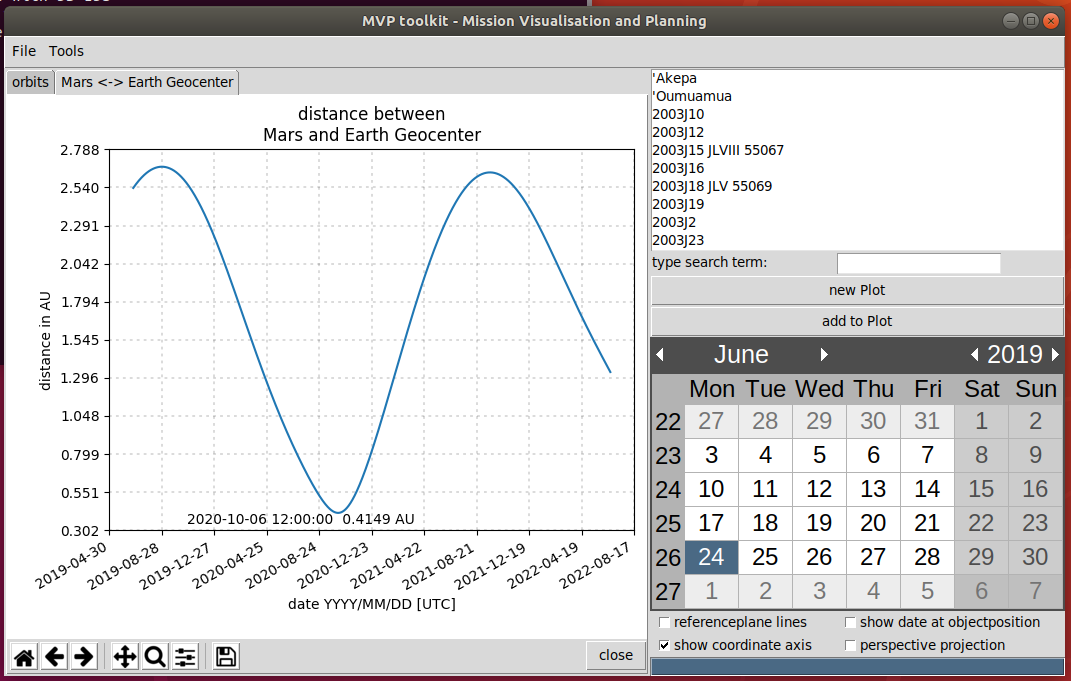 MVP toolkit - Mission Visualisation and Planning
File Tools
orbits Mars <-> Earth Geocenter
distance between
Mars and Earth Geocenter
2.788
2.540
2.291
2.042
1.794
1.545
1.296
1.048
0.799
0.551
0.302
distance in AU
2020-10-06 12:00:00 0.4149 AU
2019-04-30
2019-08-28
2019-12-27
2020-04-25
2020-08-24
2020-12-23
2021-04-22
2021-08-21
2021-12-19
2022-04-19
2022-08-17
date YYYY/MM/DD [UTC]
close
'Akepa
'Oumuamua
2003J10
2003J12
2003J15 JLVIII 55067
2003J16
2003J18 JLV 55069
2003J19
2003J2
2003J23
type search term:
new Plot
add to Plot
June 2019
Mon Tue Wed Thu Fri Sat Sun
22 27 28 29 30 31 1 2
23 3 4 5 6 7 8 9
24 10 11 12 13 14 15 16
25 17 18 19 20 21 22 23
26 24 25 26 27 28 29 30
27 1 2 3 4 5 6 7
referenceplane lines show date at objectposition
show coordinate axis perspective projection